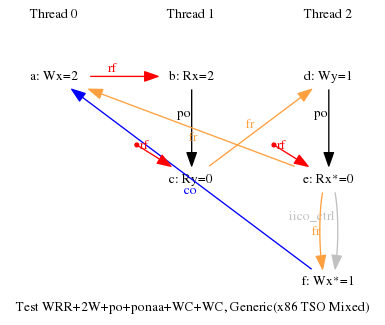 Thread 0 Thread 1 Thread 2
a: Wx=2 rf b: Rx=2 d: Wy=1
po po
fr
rf fr rf
c: Ry=0 e: Rx*=0
co
iico_ctrl
fr
f: Wx*=1
Test WRR+2W+po+ponaa+WC+WC, Generic(x86 TSO Mixed)